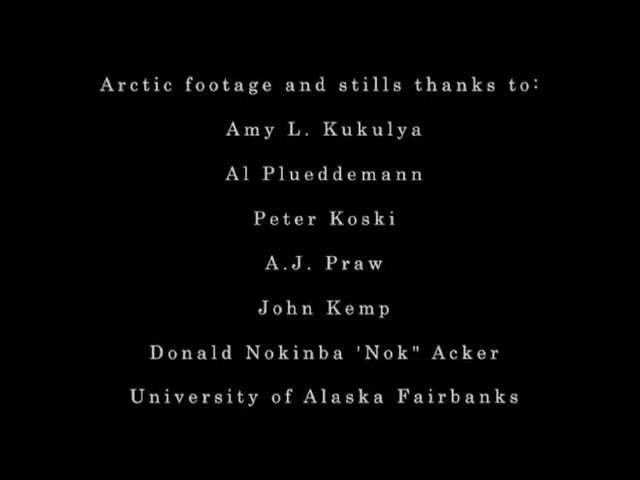 Arctic footage and stills thanks to:
Amy L. Kukulya
Al Plueddemann
Peter Koski
A.J. Praw
John Kemp
Donald Nokinba 'Nok" Acker
University of Alaska Fairbanks